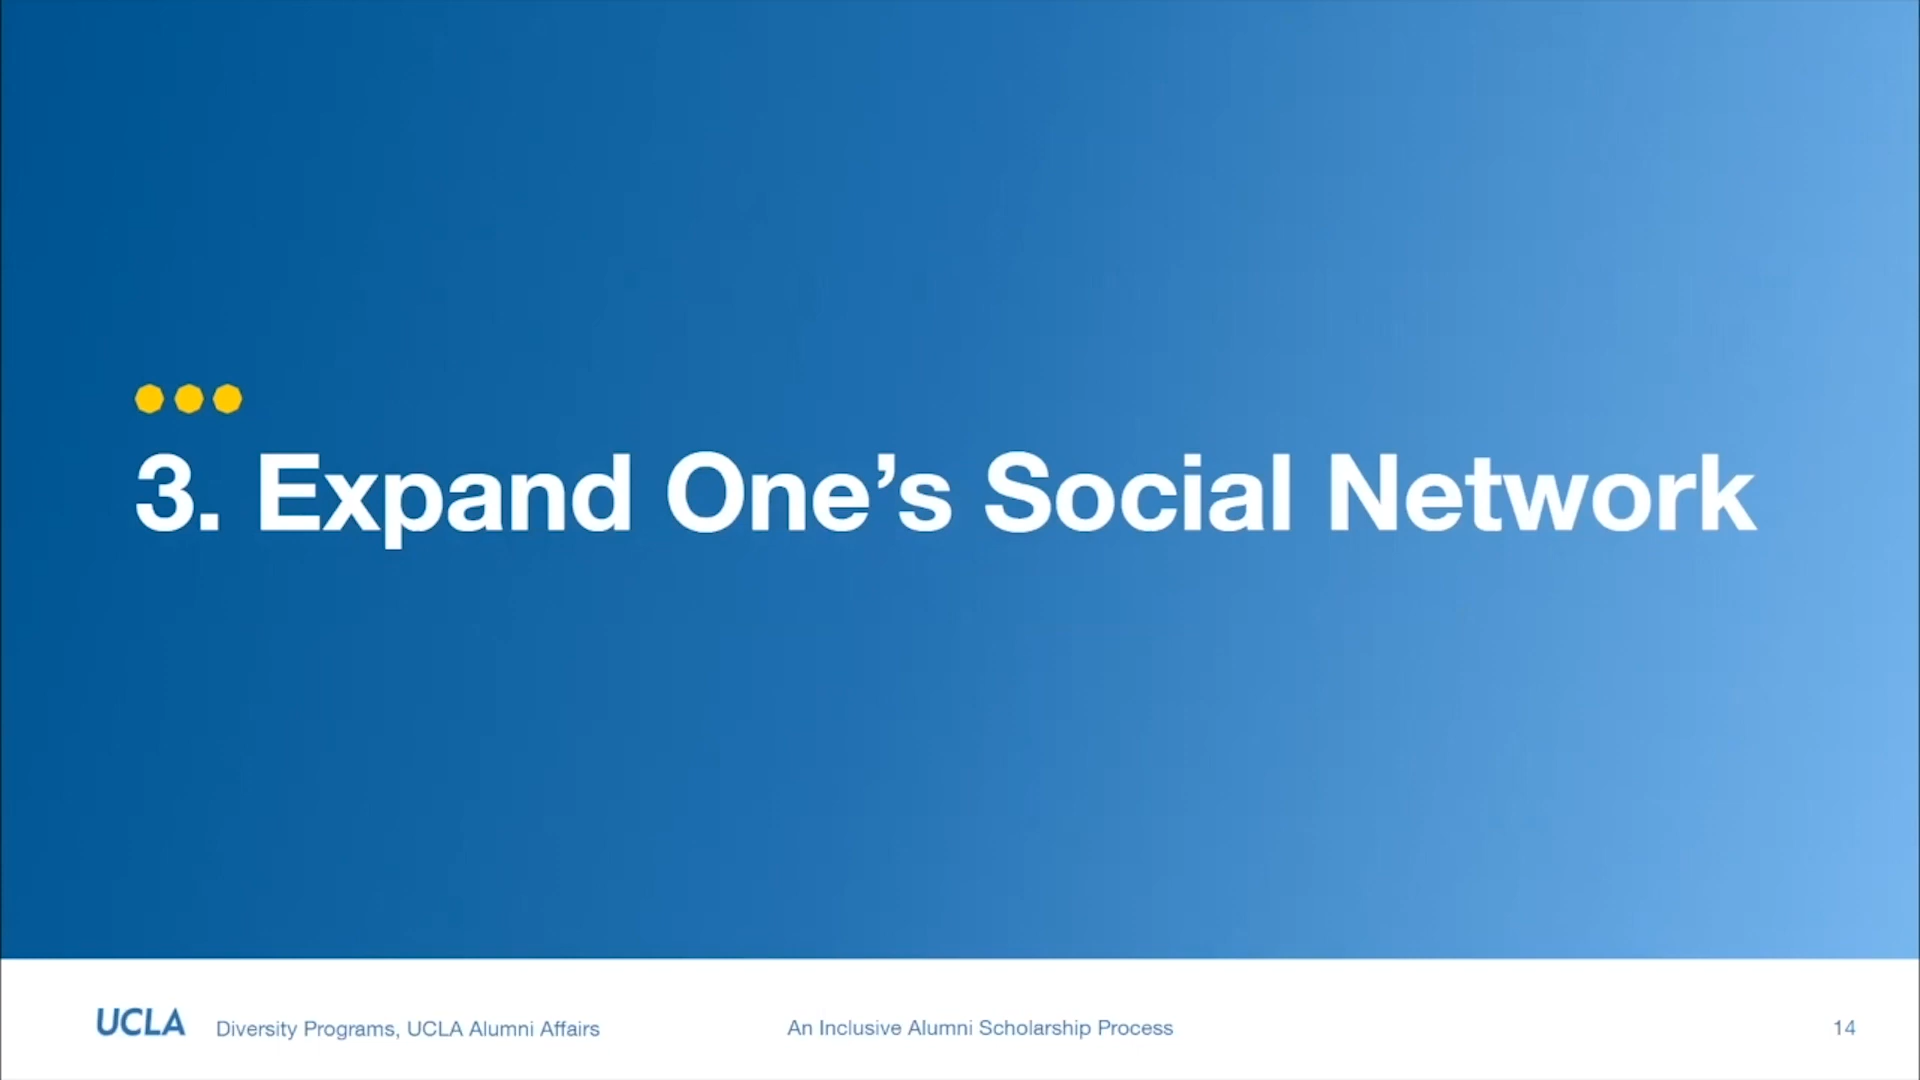 3. Expand One’s Social Network
UCLA
Diversity Programs, UCLA Alumni Affairs
An Inclusive Alumni Scholarship Process
14